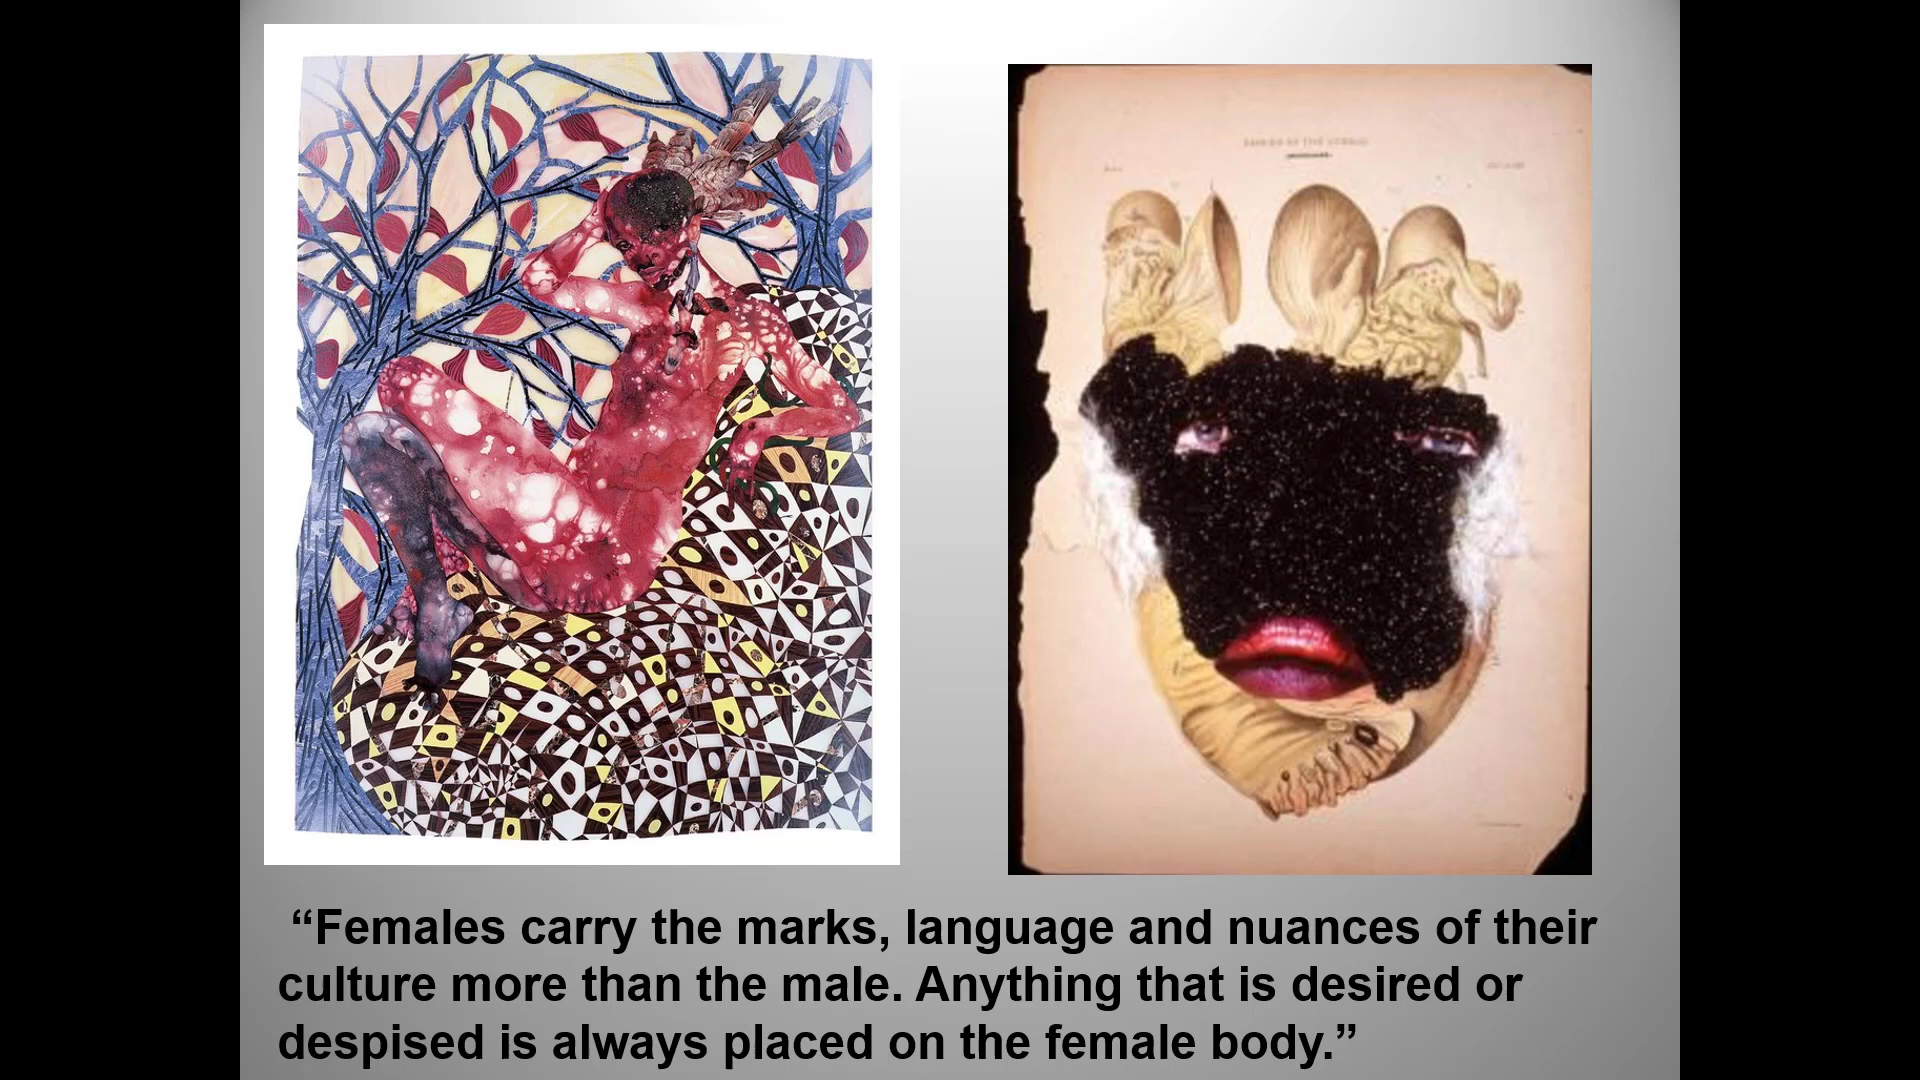 “Females carry the marks, language and nuances of their
culture more than the male. Anything that is desired or
despised is always placed on the female body.”